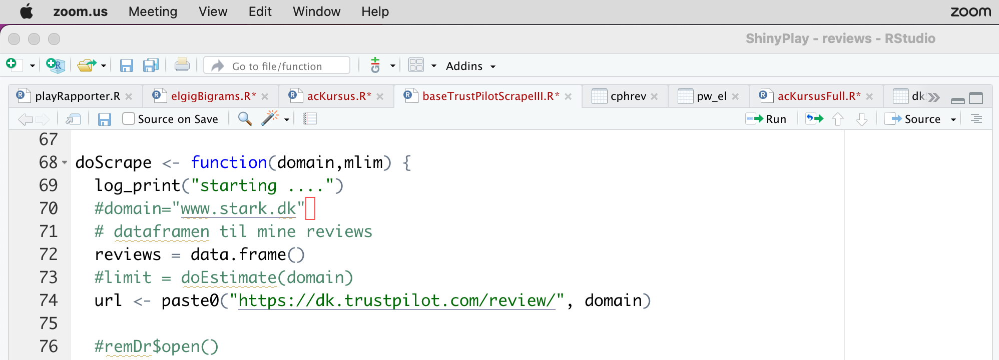 zoom.us Meeting View Edit Window Help zoom
ShinyPlay - reviews - RStudio
Go to file/function Addins
playRapporter.R elgigBigrams.R* acKursus.R* baseTrustPilotScrapeIII.R* cphrev pw_el acKursusFull.R* dk
Source on Save Run Source
67
68 doScrape <- function(domain,mlim) {
69 log_print("starting ....")
70 #domain="www.stark.dk"
71 # dataframen til mine reviews
72 reviews = data.frame()
73 #limit = doEstimate(domain)
74 url <- paste0("https://dk.trustpilot.com/review/", domain)
75
76 #remDr$open()